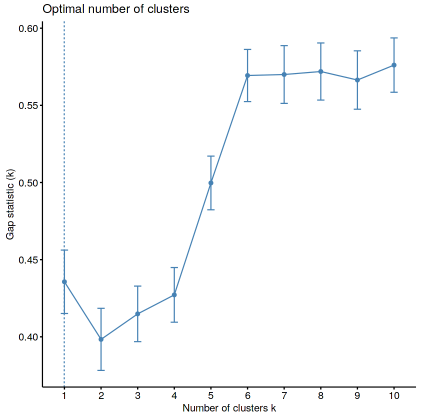 Optimal number of clusters
0.60
0.55
0.50
0.45
0.40
Gap statistic (k)
1 2 3 4 5 6 7 8 9 10
Number of clusters k